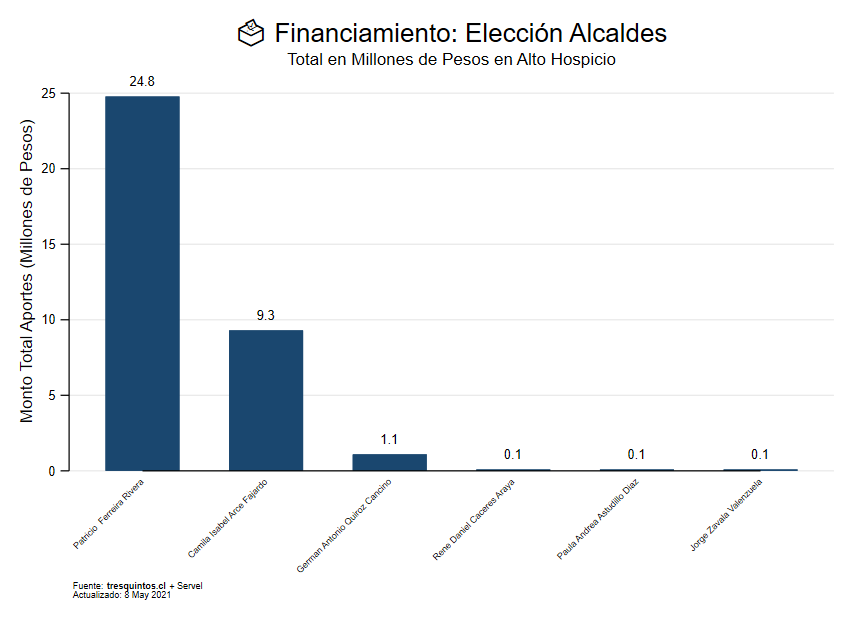 Financiamiento: Elección Alcaldes
Total en Millones de Pesos en Alto Hospicio
Monto Total Aportes (Millones de Pesos)
25
20
15
10
5
0
24.8
9.3
1.1
0.1
0.1
0.1
Patricio Ferreira Rivera
Camila Isabel Arce Fajardo
German Antonio Quiroz Cancino
Rene Daniel Caceres Araya
Paula Andrea Astudillo Diaz
Jorge Zavala Valenzuela
Fuente: tresquintos.cl + Servel
Actualizado: 8 May 2021